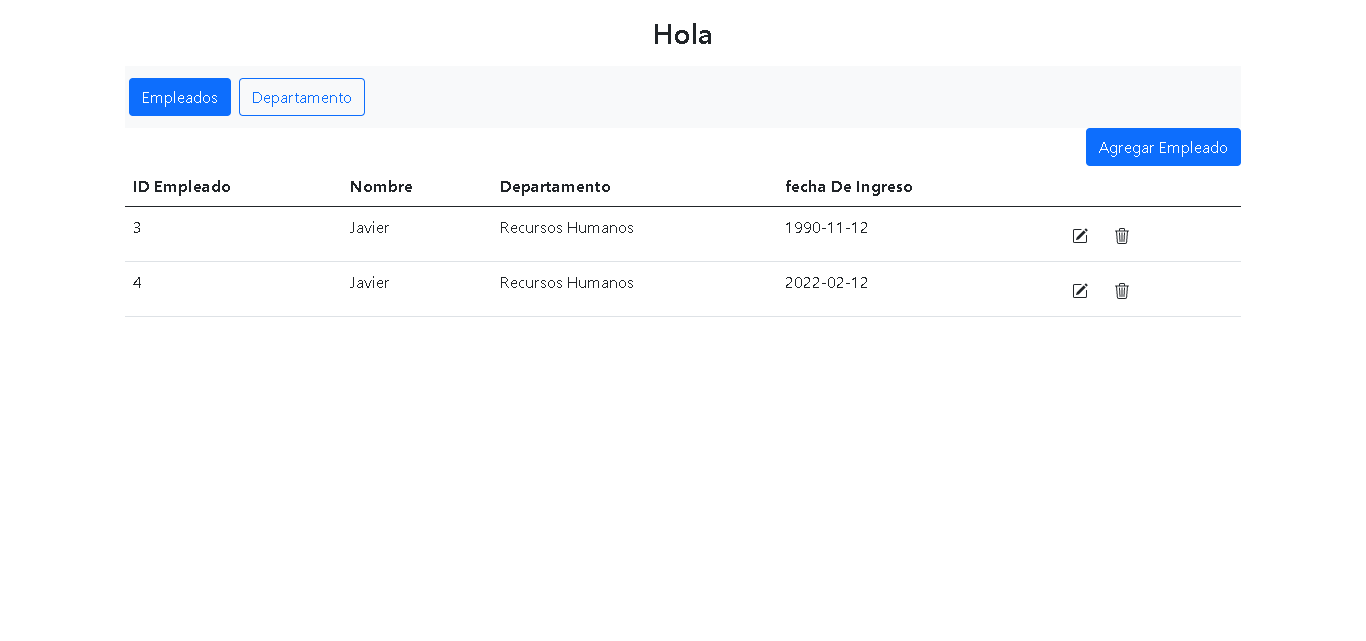 Hola
Empleados Departamento
Agregar Empleado
ID Empleado Nombre Departamento fecha De Ingreso
3 Javier Recursos Humanos 1990-11-12
4 Javier Recursos Humanos 2022-02-12